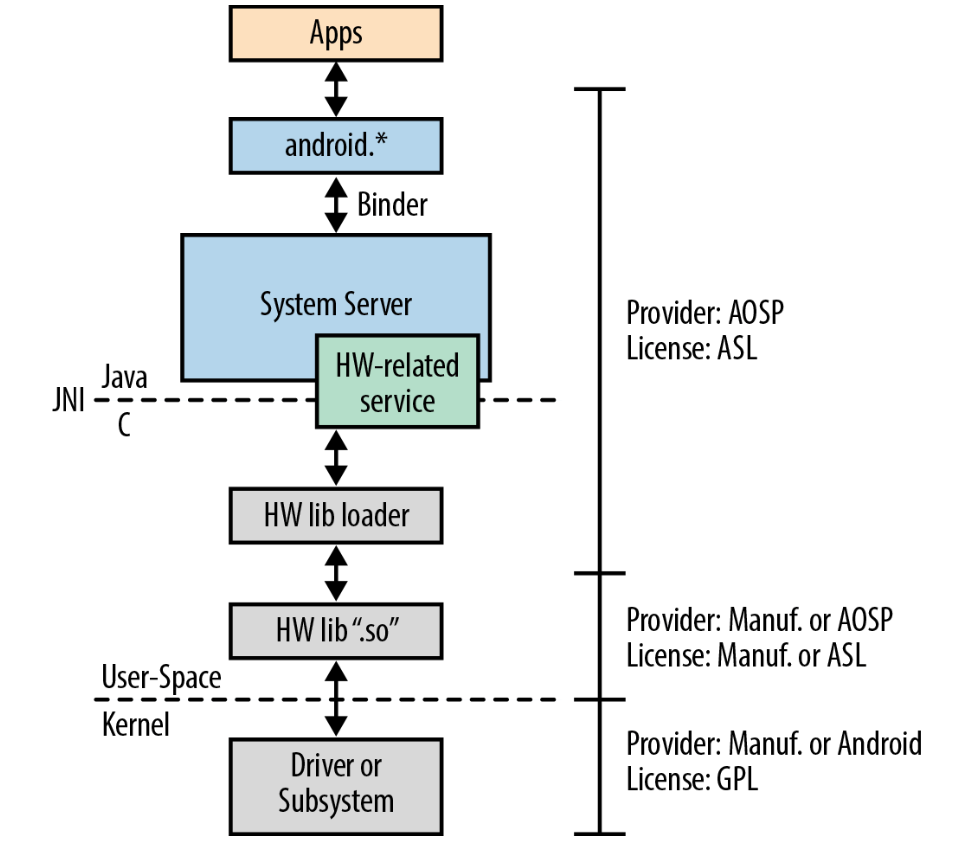 Apps
android.*
Binder
System Server
HW-related
service
Java
JNI
C
HW lib loader
HW lib “.so”
User-Space
Kernel
Driver or
Subsystem
Provider: AOSP
License: ASL
Provider: Manuf. or AOSP
License: Manuf. or ASL
Provider: Manuf. or Android
License: GPL